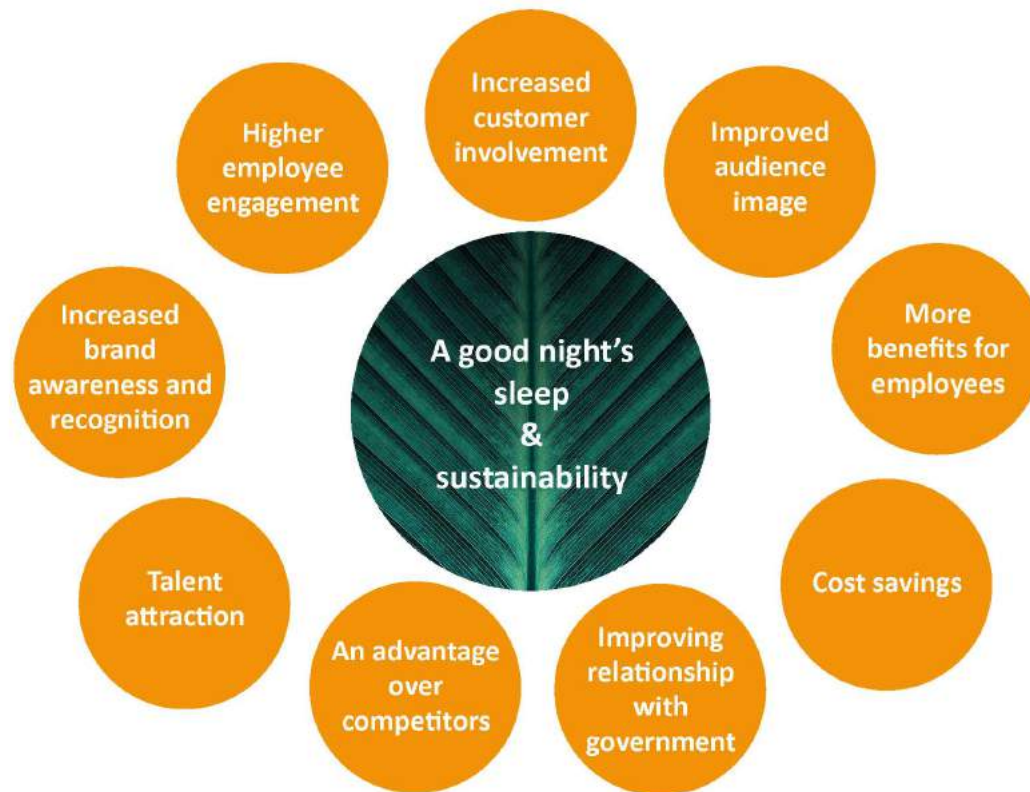 Increased
customer
involvement
Improved
audience
image
More
benefits for
employees
Cost savings
Improving
relationship
with
government
An advantage
over
competitors
Talent
attraction
Increased
brand
awareness and
recognition
Higher
employee
engagement
A good night’s
sleep
&
sustainability